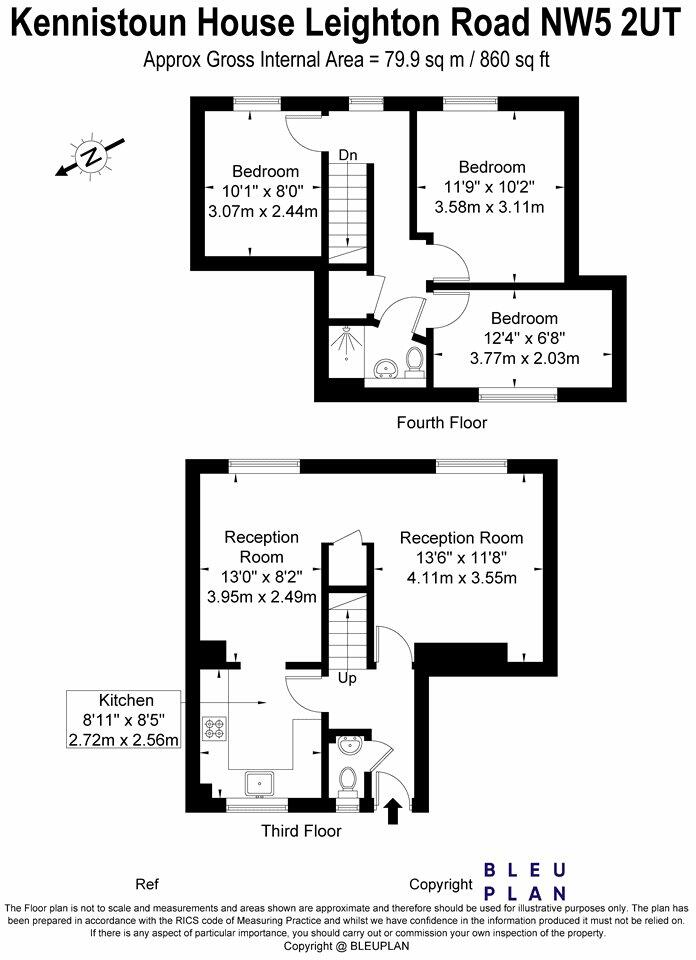 Kennistoun House Leighton Road NW5 2UT
Approx Gross Internal Area = 79.9 sq m / 860 sq ft
N
Dn
Bedroom
10'1" x 8'0"
3.07m x 2.44m
Bedroom
11'9" x 10'2"
3.58m x 3.11m
Bedroom
12'4" x 6'8"
3.77m x 2.03m
Fourth Floor
Reception
Room
13'0" x 8'2"
3.95m x 2.49m
Reception Room
13'6" x 11'8"
4.11m x 3.55m
Up
Kitchen
8'11" x 8'5"
2.72m x 2.56m
Third Floor
Ref
Copyright
BLEU
PLAN
The Floor plan is not to scale and measurements and areas shown are approximate and therefore should be used for illustrative purposes only. The plan has
been prepared in accordance with the RICS code of Measuring Practice and whilst we have confidence in the information produced it must not be relied on.
If there is any aspect of particular importance, you should carry out or commission your own inspection of the property.
Copyright @ BLEUPLAN